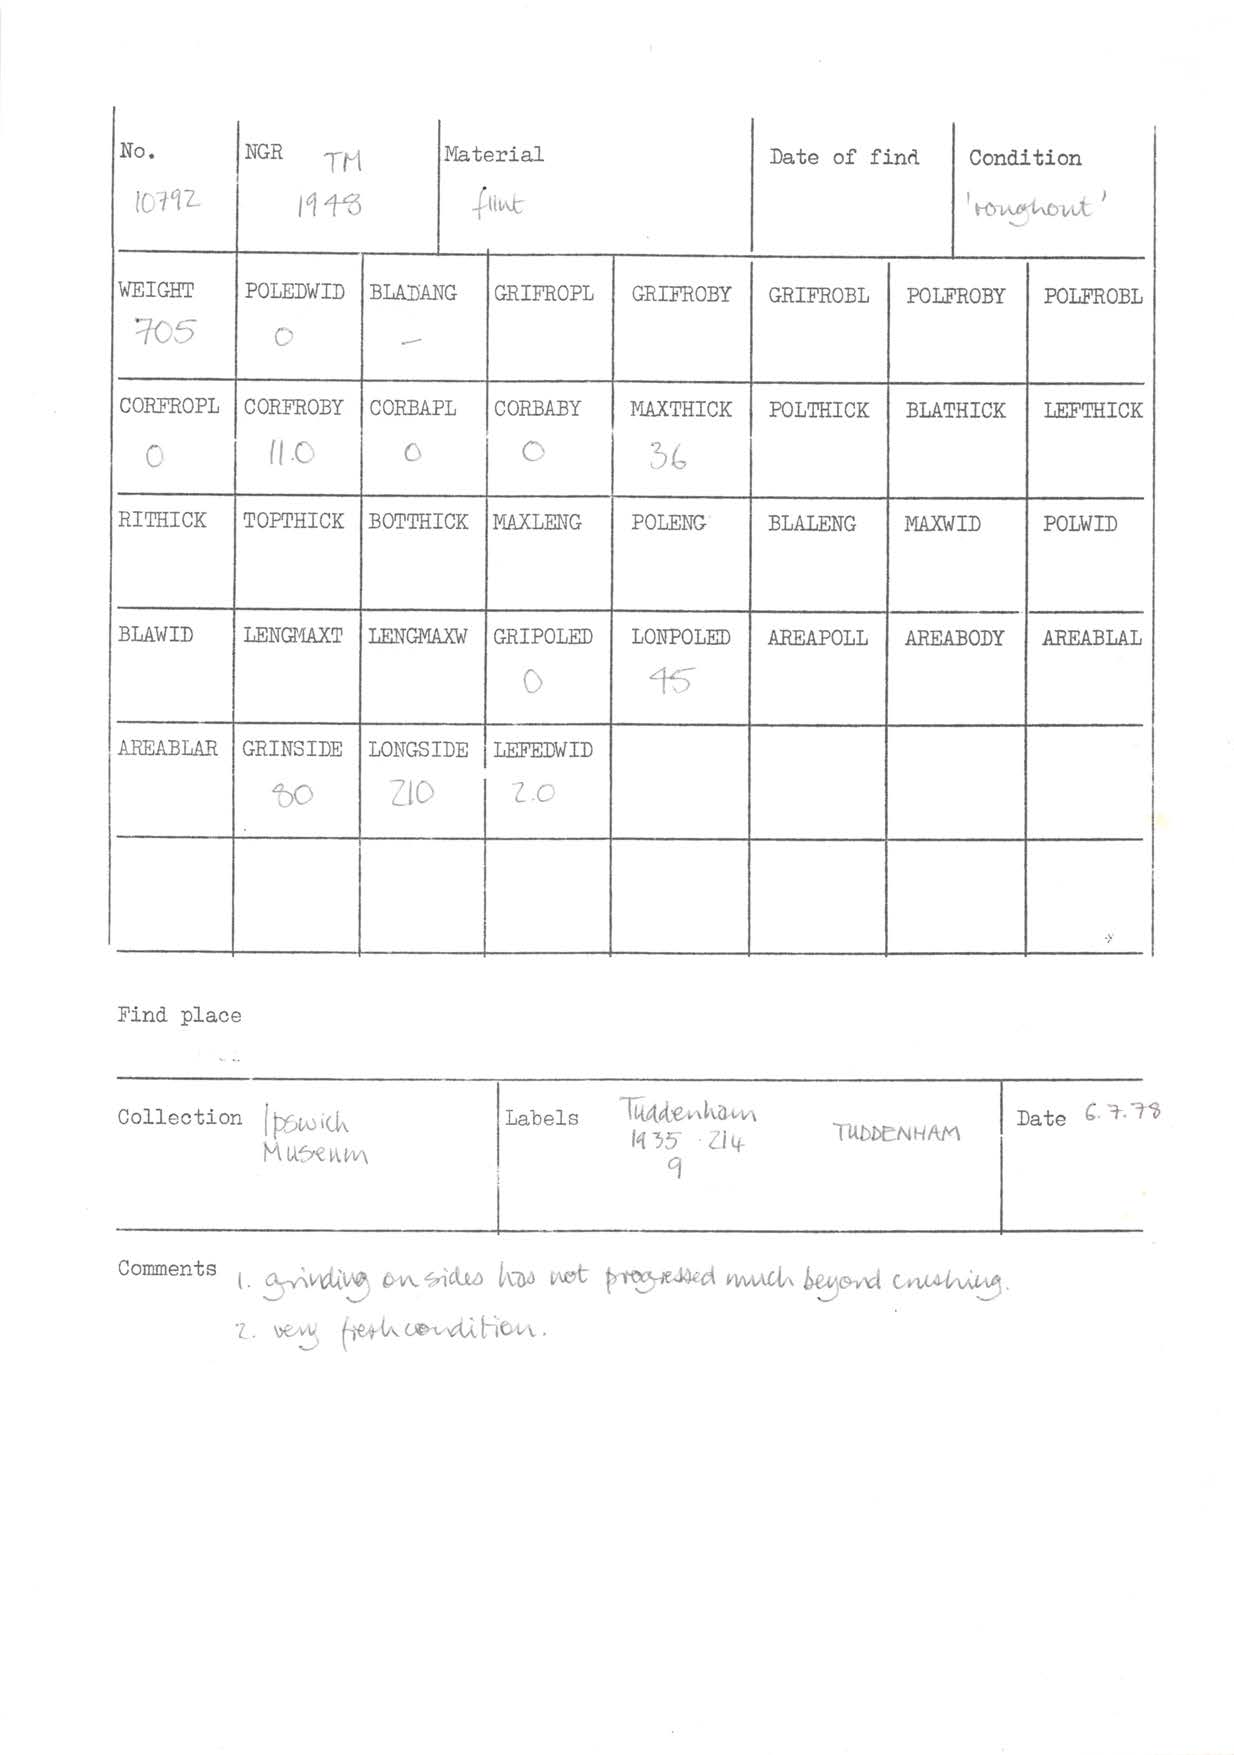 No. NGR TM Material Date of find Condition
10792 1948 flint 'roughout'
WEIGHT POLEDWID BLADANG GRIFROPL GRIFROBY GRIFROBL POLFROBY POLFROBL
705 0 –
CORFROPL CORFROBY CORBAPL CORBABY MAXTHICK POLTHICK BLATHICK LEFTHICK
0 11.0 0 0 36
RITHICK TOPTHICK BOTTHICK MAXLENG POLENG BLALENG MAXWID POLWID
BLAWID LENGMAXT LENGMAXW GRIPOLED LONPOLED AREAPOLL AREABODY AREABLAL
0 45
AREABLAR GRINSIDE LONGSIDE LEFEDWID
80 210 2.0
Find place
Collection Ipswich Museum
Labels Tuddenham
1935 . 214
9
TUDDENHAM
Date 6.7.78
Comments 1. grinding on sides has not progressed much beyond crushing.
2. very fresh condition.